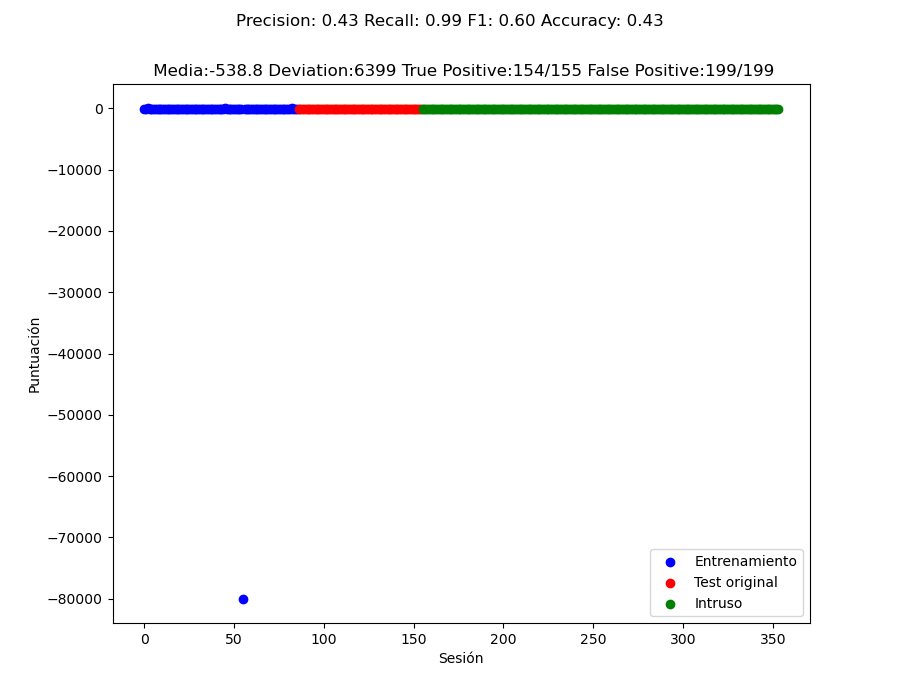 Precision: 0.43 Recall: 0.99 F1: 0.60 Accuracy: 0.43
Media:-538.8 Deviation:6399 True Positive:154/155 False Positive:199/199
0
−10000
−20000
−30000
−40000
−50000
−60000
−70000
−80000
Puntuación
Entrenamiento
Test original
Intruso
0 50 100 150 200 250 300 350
Sesión